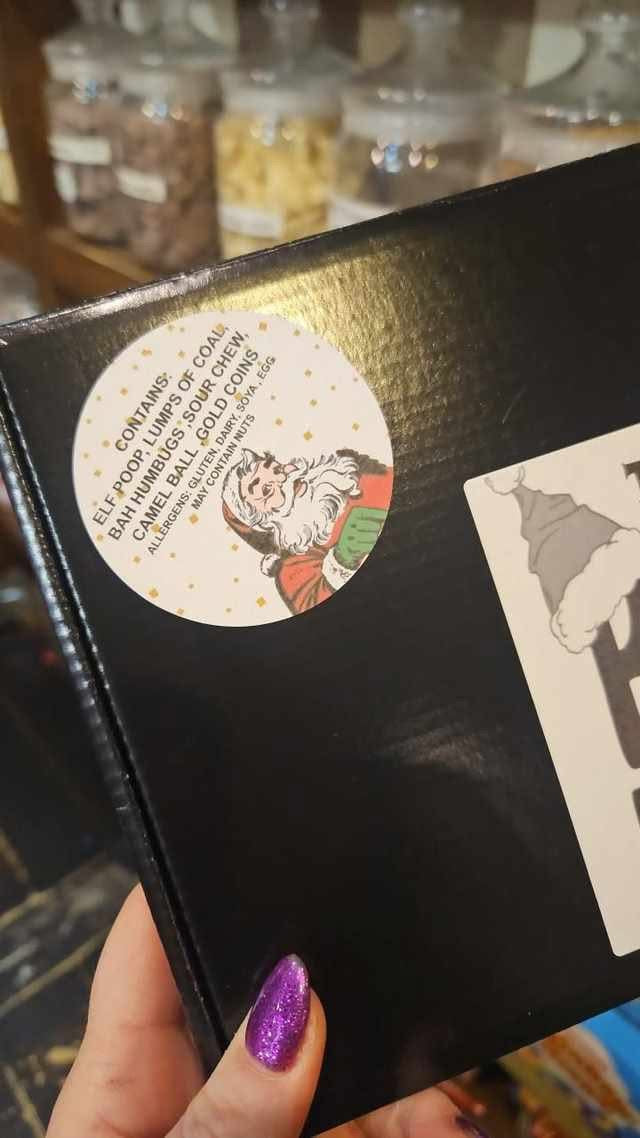 CONTAINS:
ELF POOP, LUMPS OF COAL,
BAH HUMBUGS ,SOUR CHEW,
CAMEL BALL , GOLD COINS
ALLERGENS: GLUTEN, DAIRY, SOYA , EGG
MAY CONTAIN NUTS